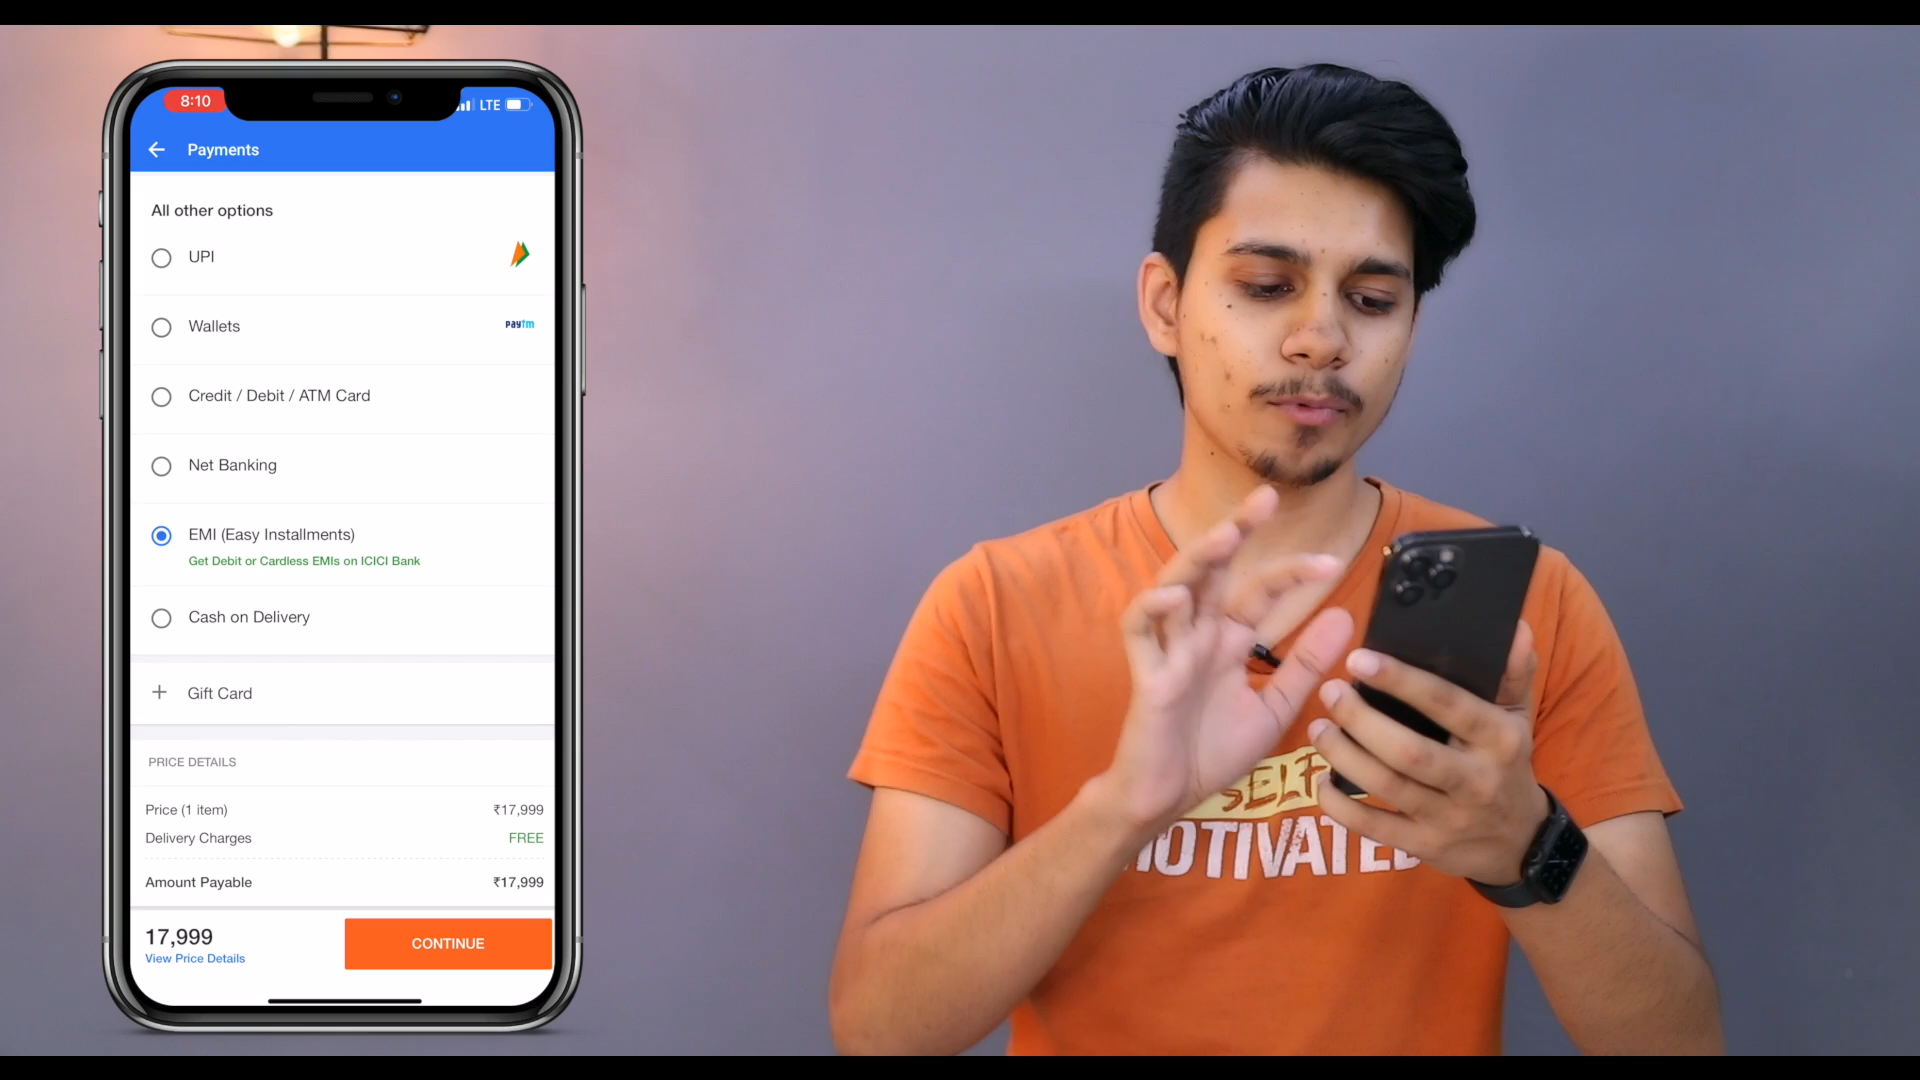 8:10 LTE
Payments
All other options
UPI
Wallets
paytm
Credit / Debit / ATM Card
Net Banking
EMI (Easy Installments)
Get Debit or Cardless EMIs on ICICI Bank
Cash on Delivery
+ Gift Card
PRICE DETAILS
Price (1 item) ₹17,999
Delivery Charges FREE
Amount Payable ₹17,999
17,999
View Price Details
CONTINUE
SELF
MOTIVATED